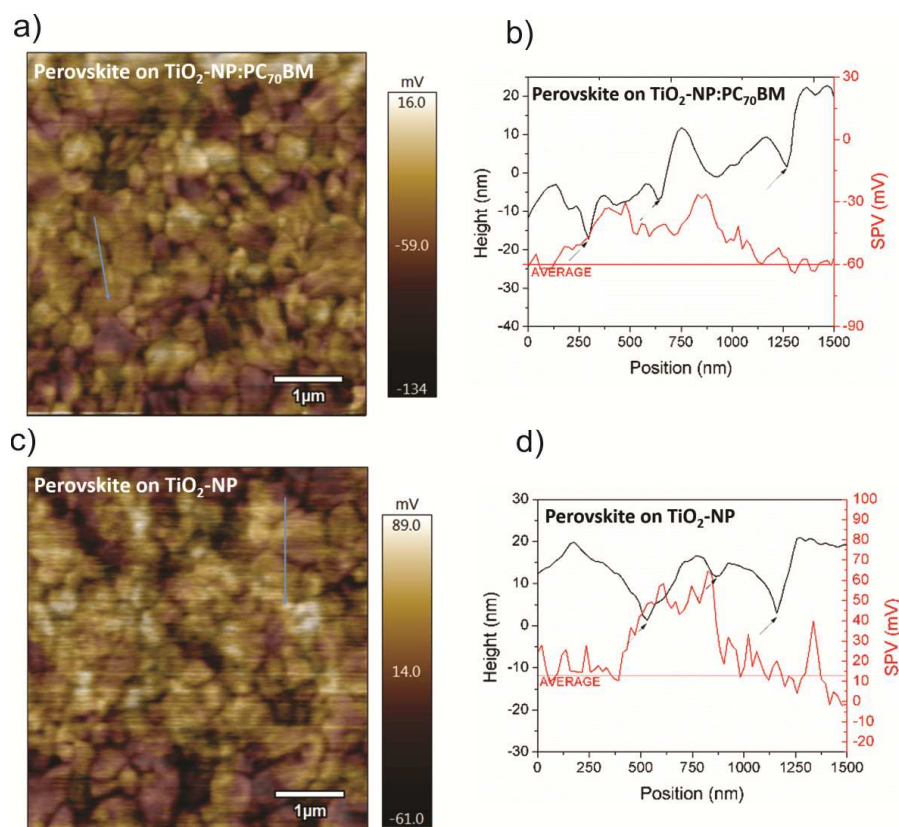 a)
Perovskite on TiO₂-NP:PC₇₀BM
1µm
mV
16.0
-59.0
-134
b)
Perovskite on TiO₂-NP:PC₇₀BM
AVERAGE
Height (nm)
20
10
0
-10
-20
-30
-40
SPV (mV)
30
0
-30
-60
-90
0 250 500 750 1000 1250 1500
Position (nm)
c)
Perovskite on TiO₂-NP
1µm
mV
89.0
14.0
-61.0
d)
Perovskite on TiO₂-NP
AVERAGE
Height (nm)
30
20
10
0
-10
-20
-30
SPV (mV)
100
90
80
70
60
50
40
30
20
10
0
-10
-20
0 250 500 750 1000 1250 1500
Position (nm)